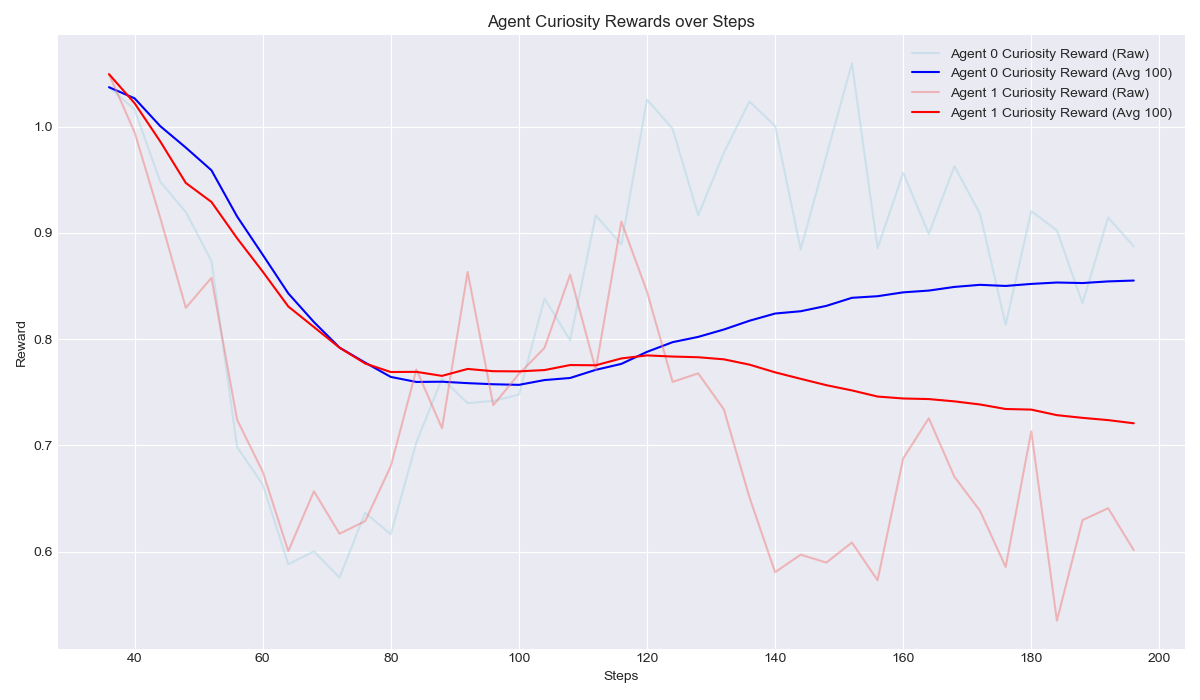 Agent Curiosity Rewards over Steps
Agent 0 Curiosity Reward (Raw)
Agent 0 Curiosity Reward (Avg 100)
Agent 1 Curiosity Reward (Raw)
Agent 1 Curiosity Reward (Avg 100)
Reward
1.0
0.9
0.8
0.7
0.6
40 60 80 100 120 140 160 180 200
Steps